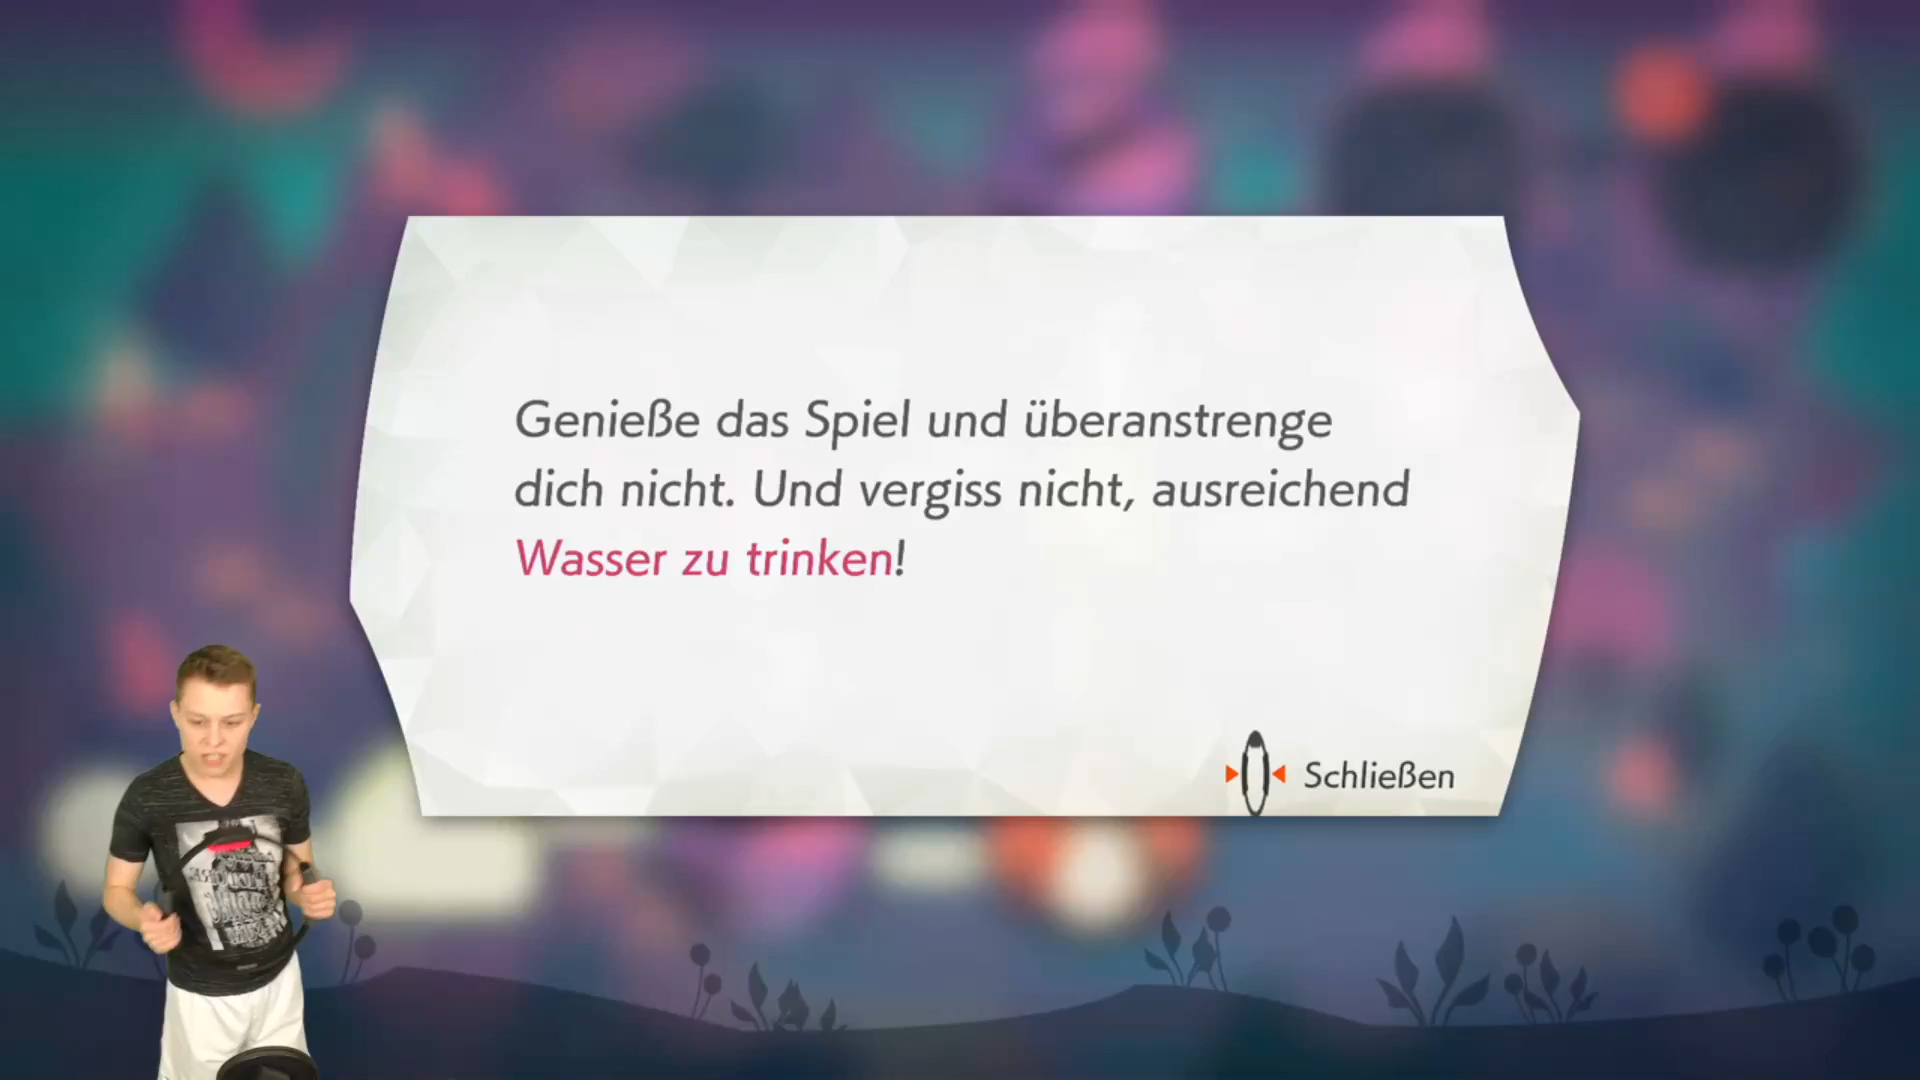 Genieße das Spiel und überanstrenge
dich nicht. Und vergiss nicht, ausreichend
Wasser zu trinken!
Schließen